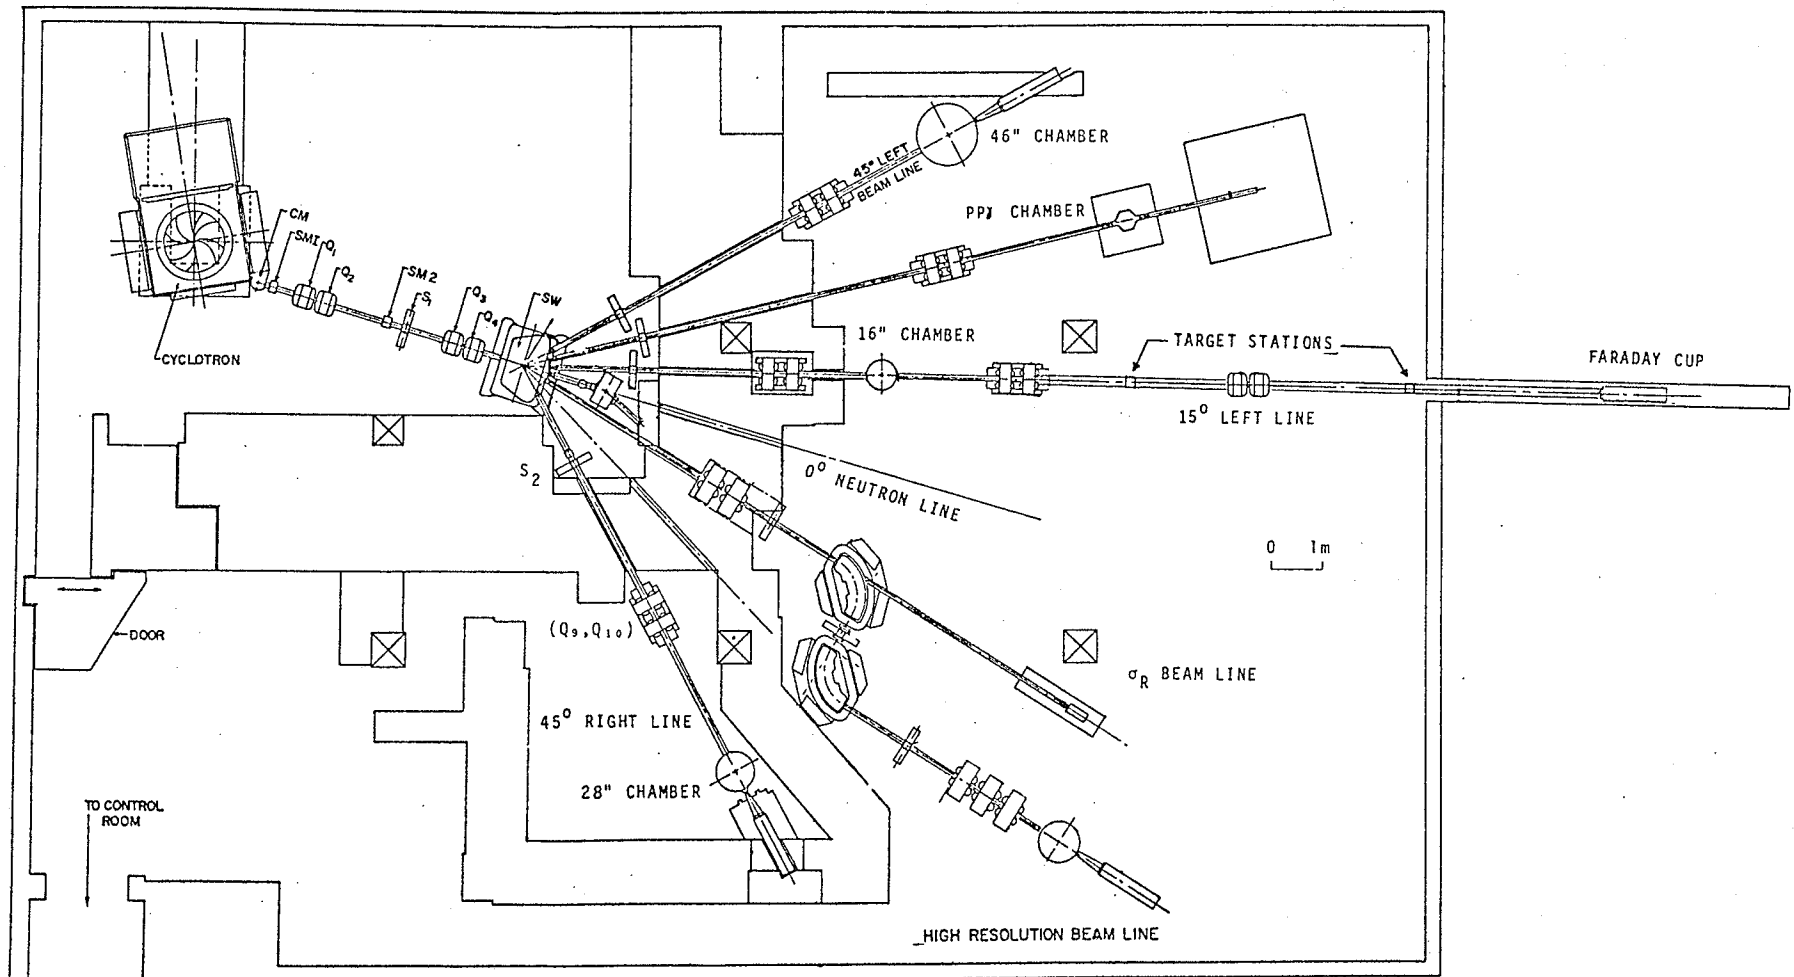 46" CHAMBER
45° LEFT
BEAM LINE
PPγ CHAMBER
CM
SM1
Q1
Q2
SM2
S1
Q3
Q4
SW
CYCLOTRON
16" CHAMBER
TARGET STATIONS
FARADAY CUP
15° LEFT LINE
S2
0° NEUTRON LINE
0 1m
DOOR
(Q9,Q10)
σR BEAM LINE
45° RIGHT LINE
28" CHAMBER
TO CONTROL
ROOM
HIGH RESOLUTION BEAM LINE